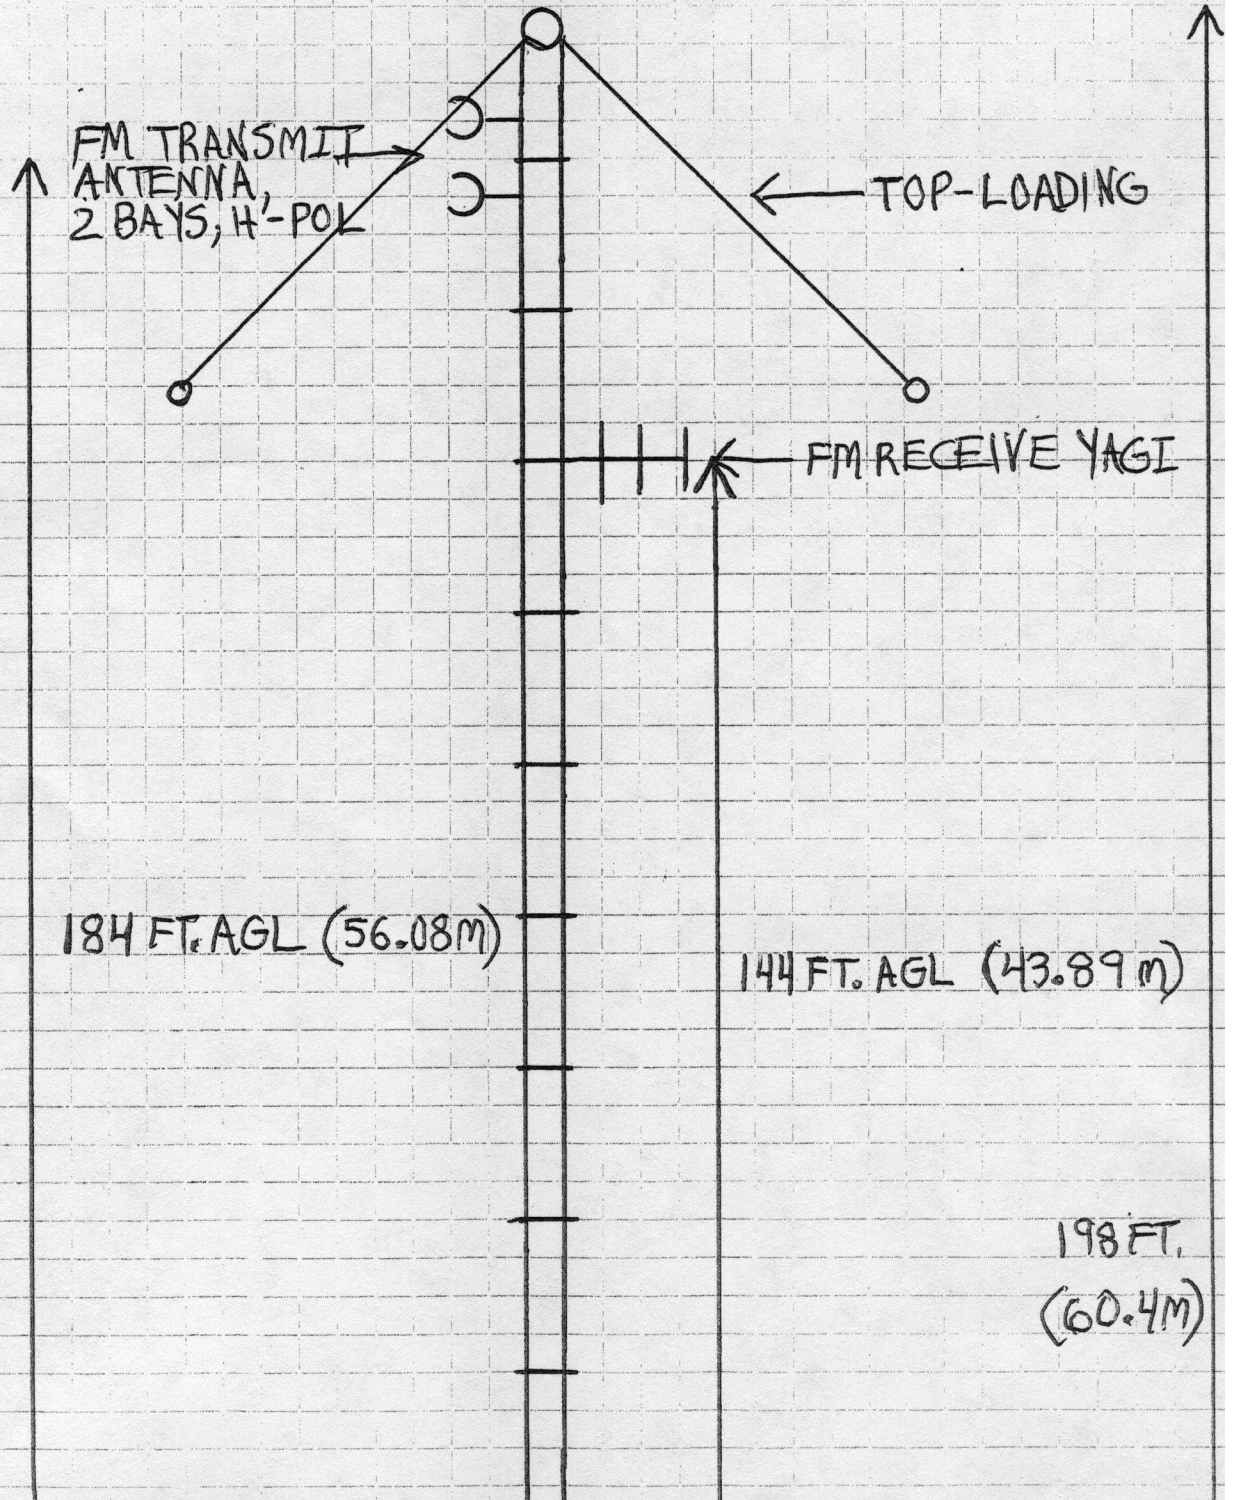 FM TRANSMIT
ANTENNA,
2 BAYS, H-POL
TOP-LOADING
FM RECEIVE YAGI
184 FT. AGL (56.08M)
144 FT. AGL (43.89 m)
198 FT.
(60.4M)